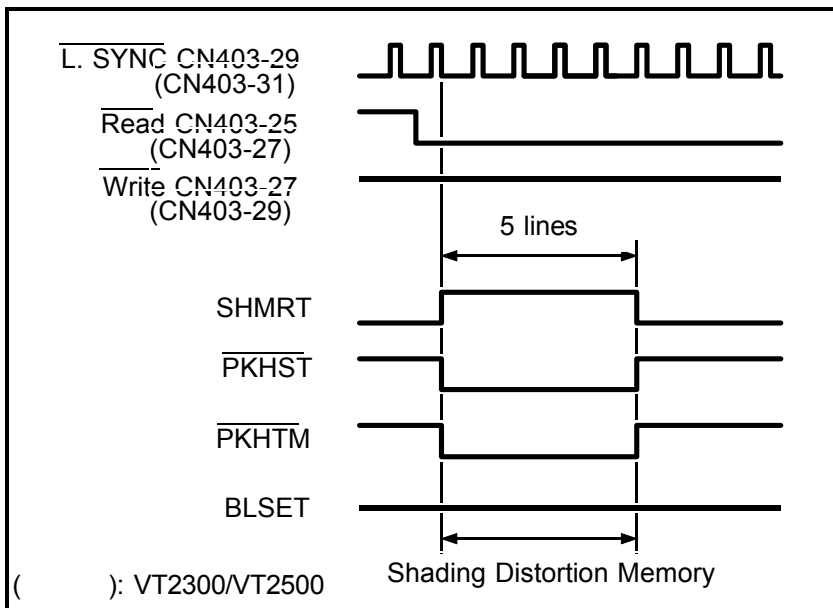 L. SYNC CN403-29
(CN403-31)
Read CN403-25
(CN403-27)
Write CN403-27
(CN403-29)
5 lines
SHMRT
PKHST
PKHTM
BLSET
Shading Distortion Memory
( ): VT2300/VT2500